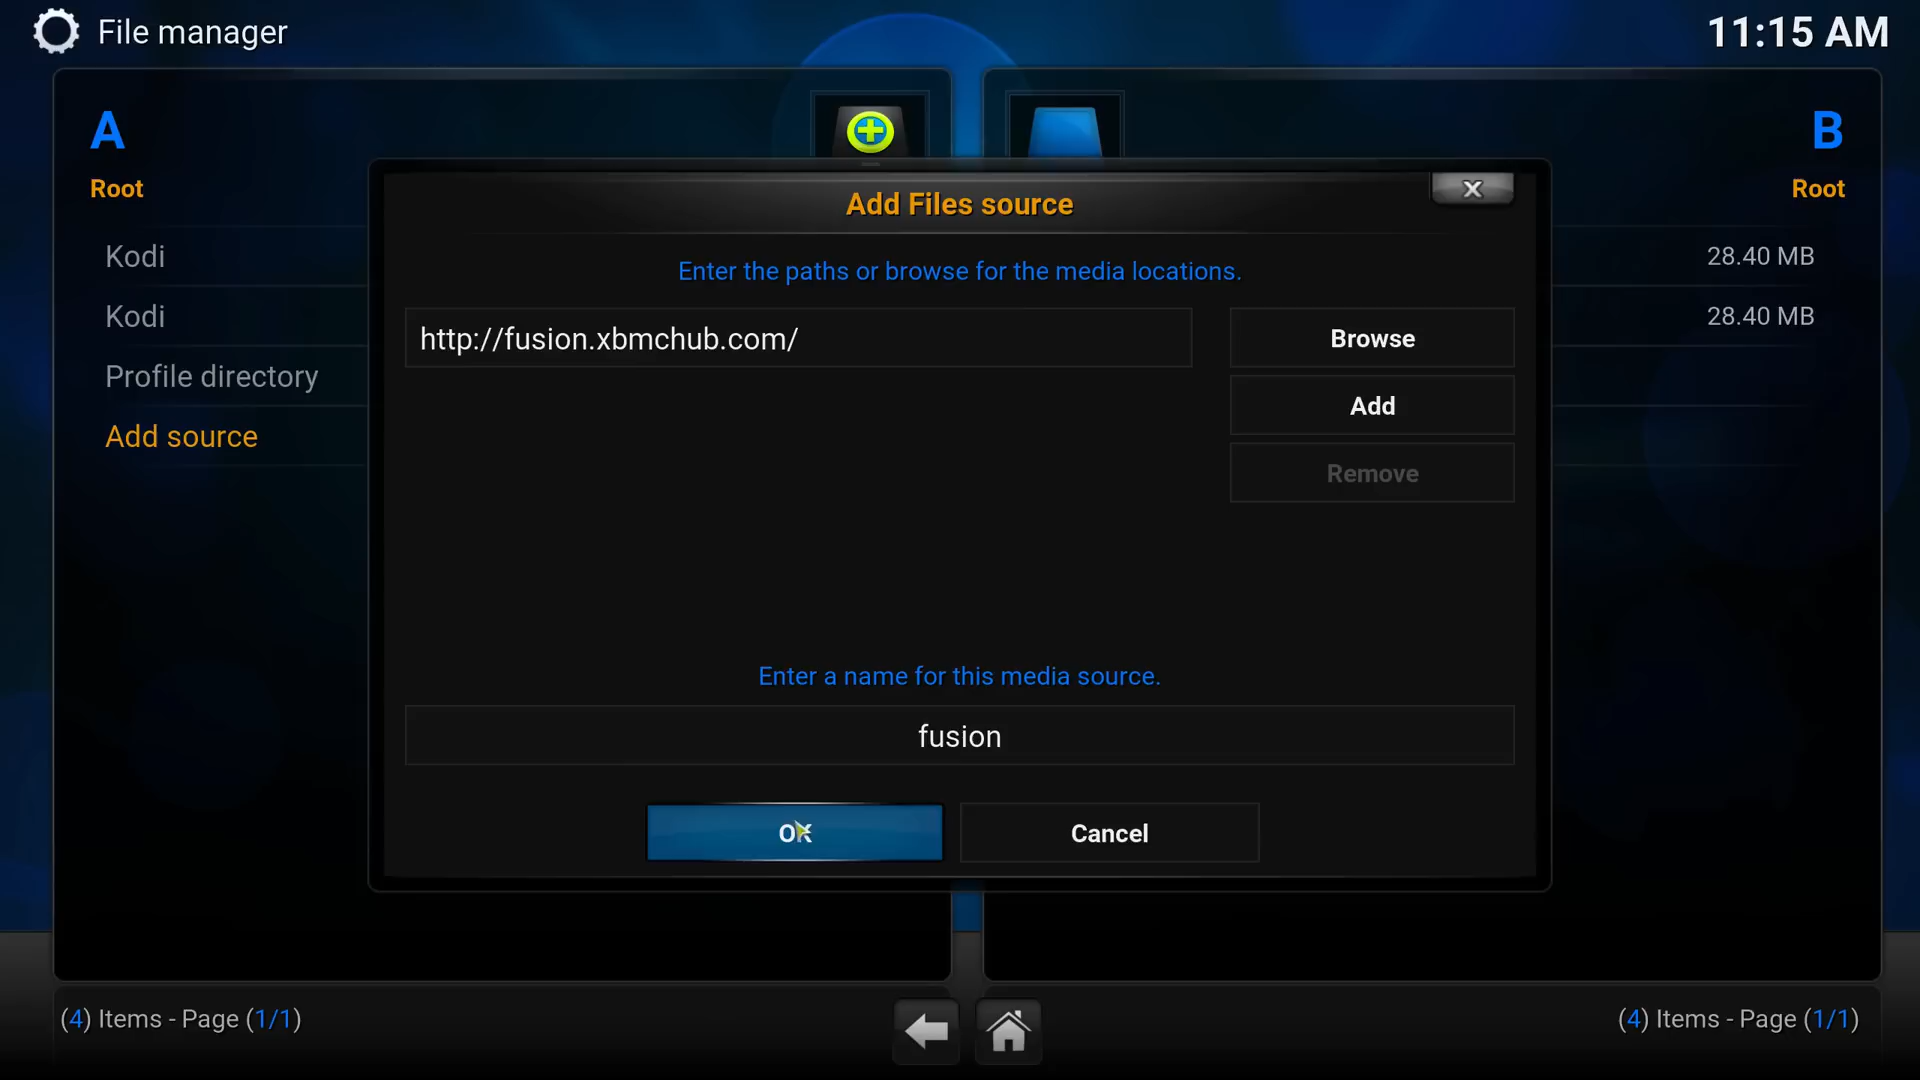 File manager
11:15 AM
A
B
Root
Root
Kodi
28.40 MB
Kodi
28.40 MB
Profile directory
Add source
Add Files source
X
Enter the paths or browse for the media locations.
http://fusion.xbmchub.com/
Browse
Add
Remove
Enter a name for this media source.
fusion
OK
Cancel
(4) Items - Page (1/1)
(4) Items - Page (1/1)